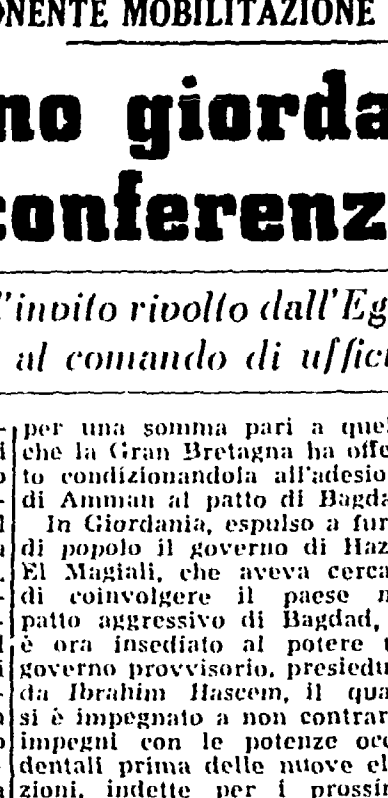 ONENTE MOBILITAZIONE
no giorda
conferenz
l'invito rivolto dall'Eg
al comando di uffici
per una somma pari a quel
che la Gran Bretagna ha offe
to condizionandola all'adesio
di Amman al patto di Bagda
In Giordania, espulso a fur
di popolo il governo di Haz
El Magiali, che aveva cerca
di coinvolgere il paese n
patto aggressivo di Bagdad,
è ora insediato al potere
governo provvisorio, presiedu
da Ibrahim Hascem, il qua
si è impegnato a non contrar
impegni con le potenze occ
dentali prima delle nuove el
zioni, indette per i prossim